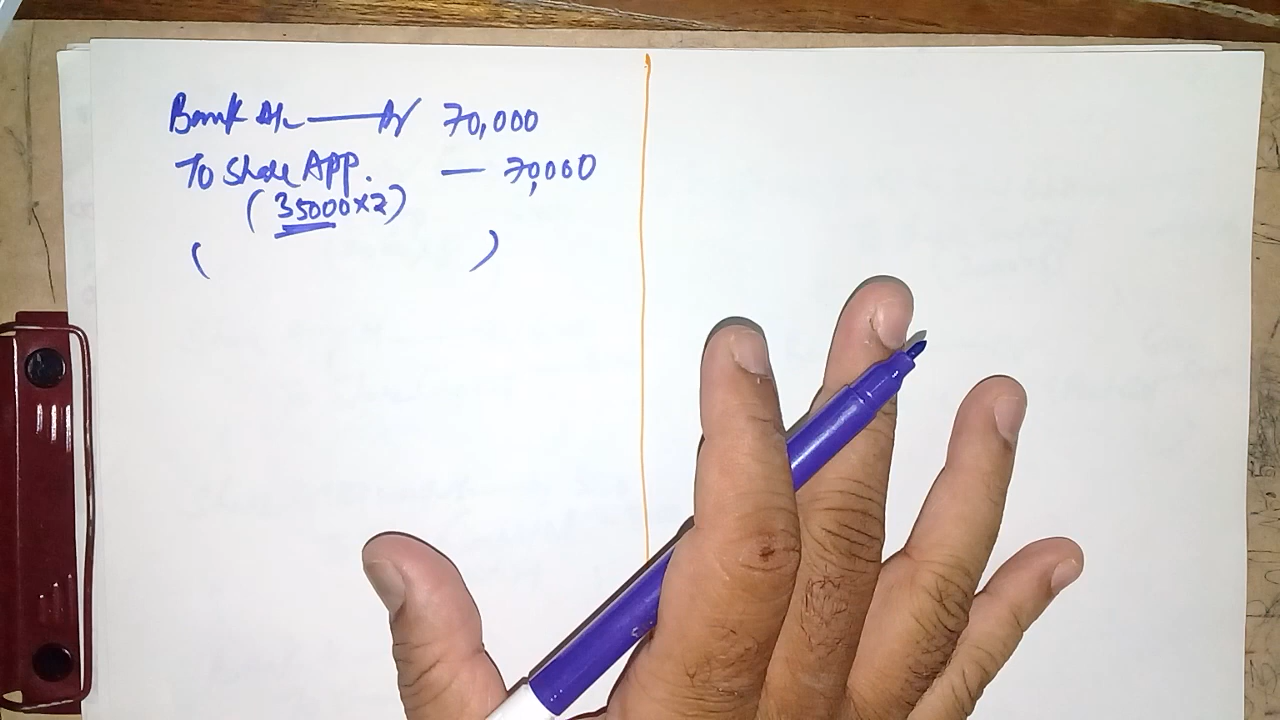 Bank A/c —— Dr 70,000
To Share App. — 70,000
(35000×2)
( )